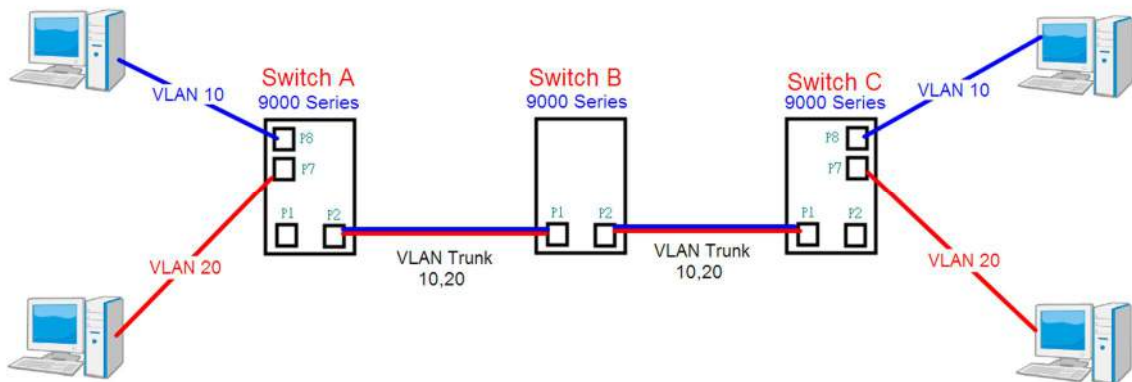 Switch A
9000 Series
Switch B
9000 Series
Switch C
9000 Series
VLAN 10
VLAN 10
P8
P7
P1
P2
P1
P2
P8
P7
P1
P2
VLAN Trunk
10,20
VLAN Trunk
10,20
VLAN 20
VLAN 20